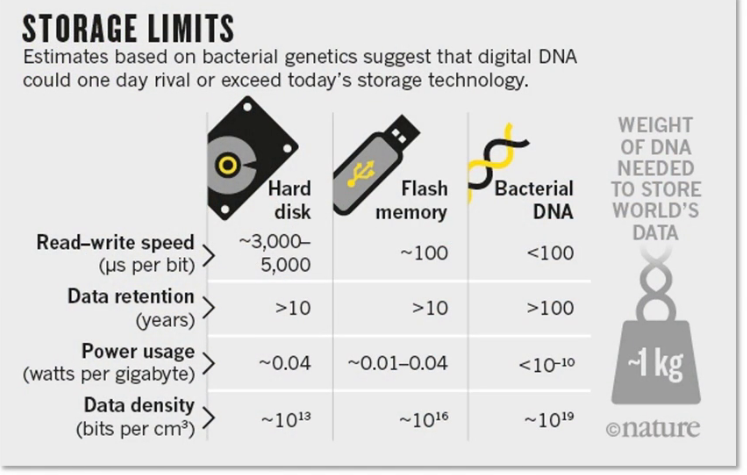 STORAGE LIMITS
Estimates based on bacterial genetics suggest that digital DNA
could one day rival or exceed today’s storage technology.
Hard
disk
Flash
memory
Bacterial
DNA
Read–write speed
(µs per bit)
~3,000–
5,000
~100
<100
Data retention
(years)
>10
>10
>100
Power usage
(watts per gigabyte)
~0.04
~0.01–0.04
<10⁻¹⁰
Data density
(bits per cm³)
~10¹³
~10¹⁶
~10¹⁹
WEIGHT
OF DNA
NEEDED
TO STORE
WORLD’S
DATA
~1 kg
©nature